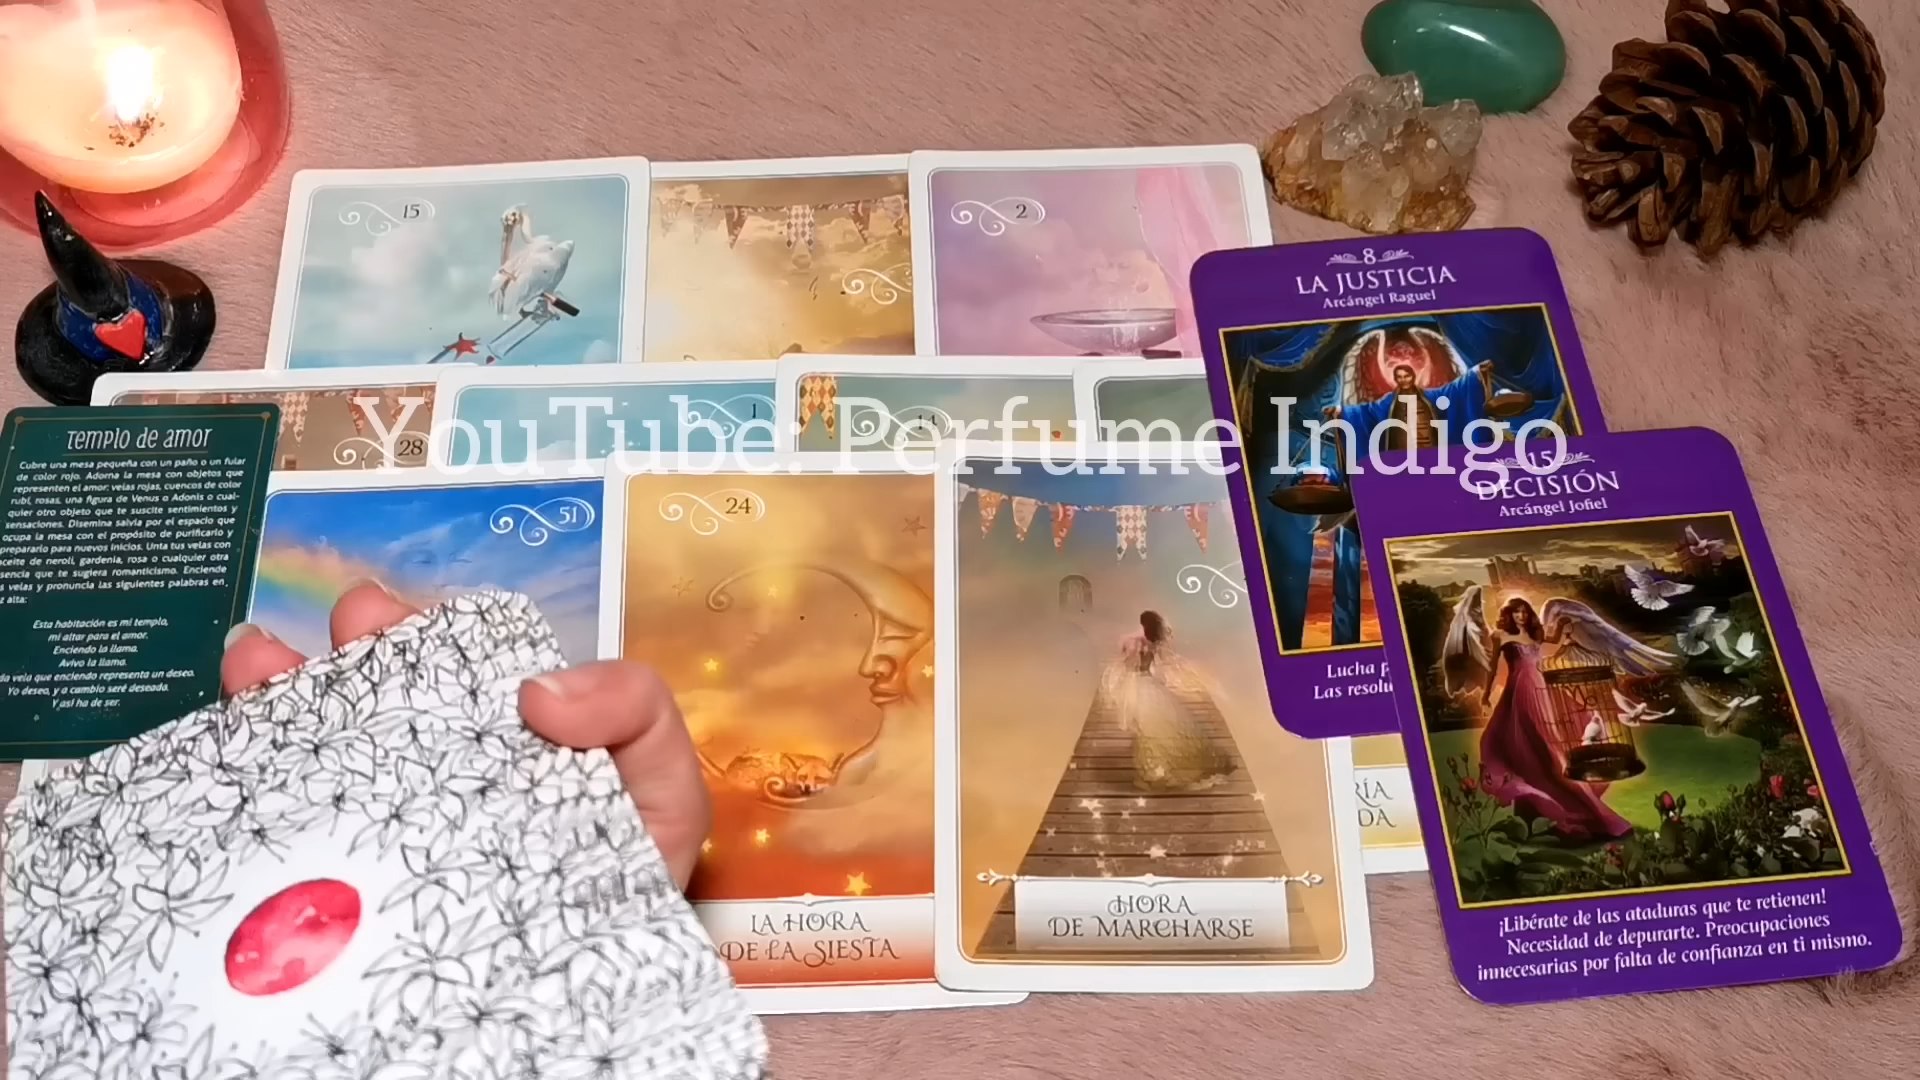 15
2
8
LA JUSTICIA
Arcángel Raguel
28
1
14
YouTube: Perfume Indigo
Templo de amor
Cubre una mesa pequeña con un paño o un fular
de color rojo. Adorna la mesa con objetos que
representen el amor: velas rojas, cuencos de color
rubí, rosas, una figura de Venus o Adonis o cual-
quier otro objeto que te suscite sentimientos y
sensaciones. Disemina salvia por el espacio que
ocupa la mesa con el propósito de purificarlo y
prepararlo para nuevos inicios. Unta tus velas con
aceite de neroli, gardenia, rosa o cualquier otra
sencia que te sugiera romanticismo. Enciende
s velas y pronuncia las siguientes palabras en
z alta:
Esta habitación es mi templo,
mi altar para el amor.
Enciendo la llama.
Avivo la llama.
da vela que enciendo representa un deseo.
Yo deseo, y a cambio seré deseada.
Y así ha de ser.
51
24
LA HORA
DE LA SIESTA
HORA
DE MARCHARSE
Lucha p
Las resolu
RÍA
DA
15
DECISIÓN
Arcángel Jofiel
¡Libérate de las ataduras que te retienen!
Necesidad de depurarte. Preocupaciones
innecesarias por falta de confianza en ti mismo.